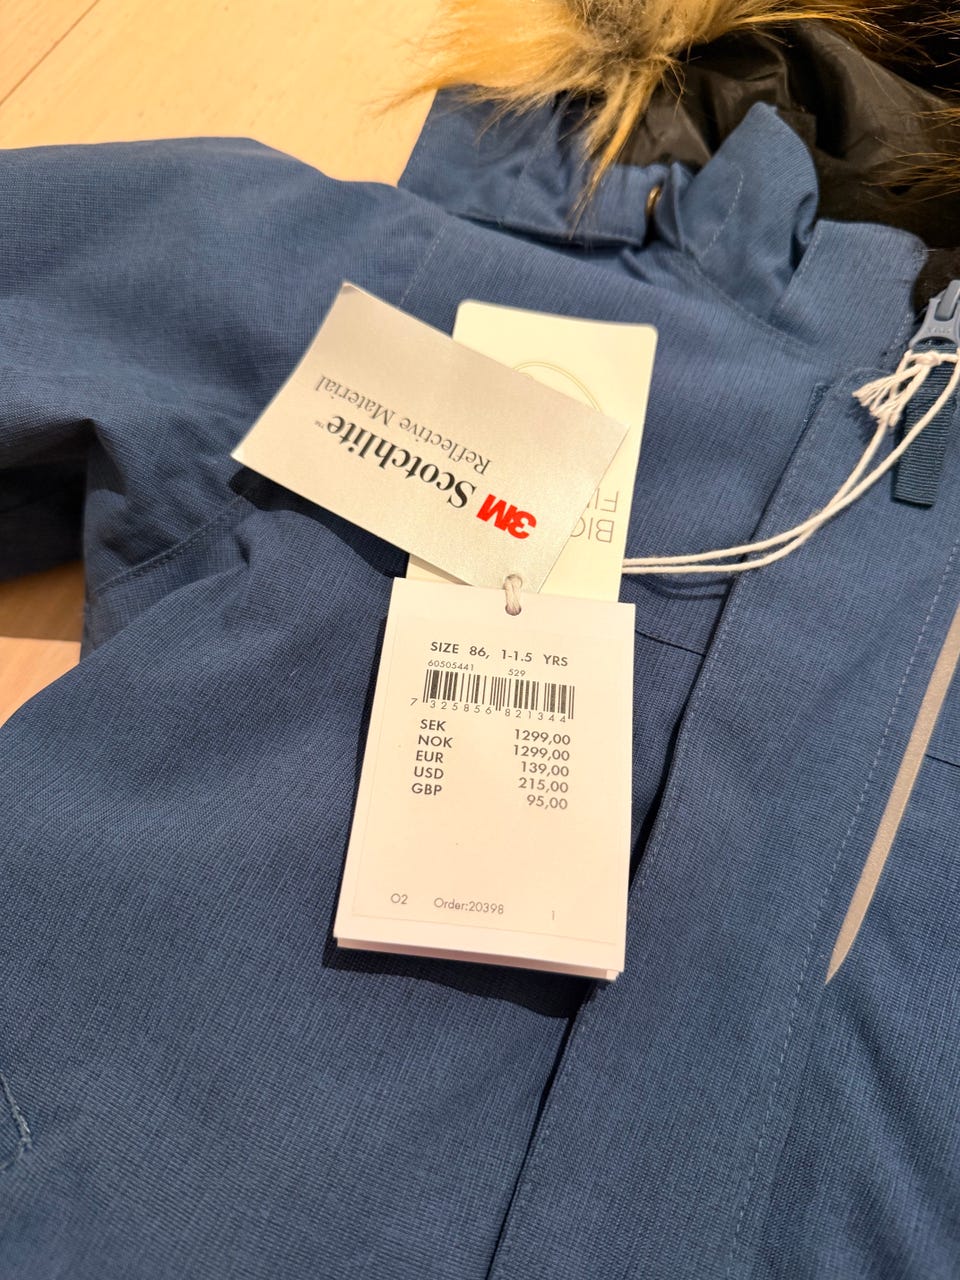 3M Scotchlite™
Reflective Material
SIZE 86, 1-1.5 YRS
60505441 529
7 325856 821344
SEK 1299,00
NOK 1299,00
EUR 139,00
USD 215,00
GBP 95,00
O2 Order:20398 1
YKK